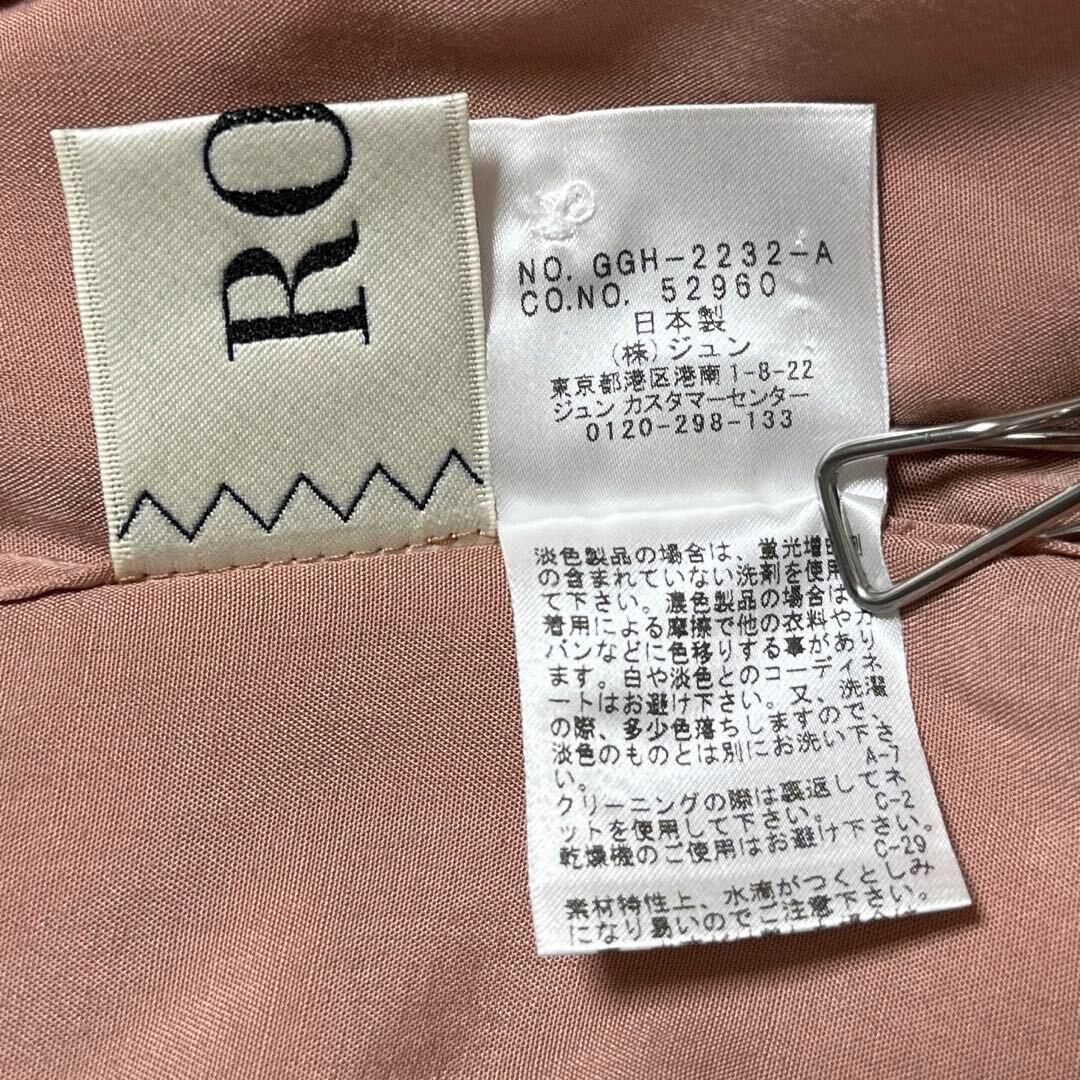 RO
NO. GGH-2232-A
CO.NO. 52960
日本製
(株)ジュン
東京都港区港南1-8-22
ジュン カスタマーセンター
0120-298-133
淡色製品の場合は、蛍光増白剤
の含まれていない洗剤を使用
て下さい。濃色製品の場合は
着用による摩擦で他の衣料やカ
バンなどに色移りする事があり
ます。白や淡色とのコーディネ
ートはお避け下さい。又、洗濯
の際、多少色落ちしますので、
淡色のものとは別にお洗い下さ
い。 A-7
クリーニングの際は裏返してネ
ットを使用して下さい。 C-2
乾燥機のご使用はお避け下さい。
C-29
素材特性上、水滴がつくとしみ
になり易いのでご注意下さい。